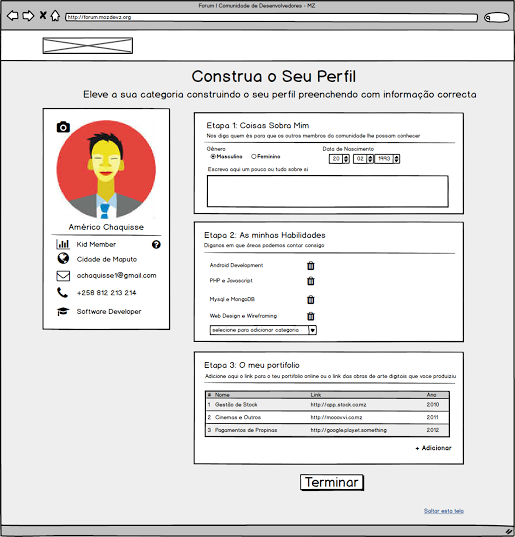 Forum | Comunidade de Desenvolvedores - MZ
http://forum.mozdevz.org
Construa o Seu Perfil
Eleve a sua categoria construindo o seu perfil preenchendo com informação correcta
Américo Chaquisse
Kid Member
Cidade de Maputo
achaquisse1@gmail.com
+258 812 213 214
Software Developer
Etapa 1: Coisas Sobra Mim
Nos diga quem és para que os outros membros da comunidade lhe possam conhecer
Gênero
Masculino Feminino
Data de Nascimento
20 02 1993
Escreva aqui um pouco ou tudo sobre si
Etapa 2: As minhas Habilidades
Diganos em que áreas podemos contar consigo
Android Development
PHP e Javascript
Mysql e MongoDB
Web Design e Wireframing
selecione para adicionar categoria
Etapa 3: O meu portifolio
Adicione aqui o link para o teu portifolio online ou o link das obras de arte digitais que voce produziu
# Nome Link Ano
1 Gestão de Stock http://app.stock.co.mz 2010
2 Cinemas e Outros http://mooovvi.co.mz 2011
3 Pagamentos de Propinas http://google.playet.something 2012
+ Adicionar
Terminar
Saltar esta tela